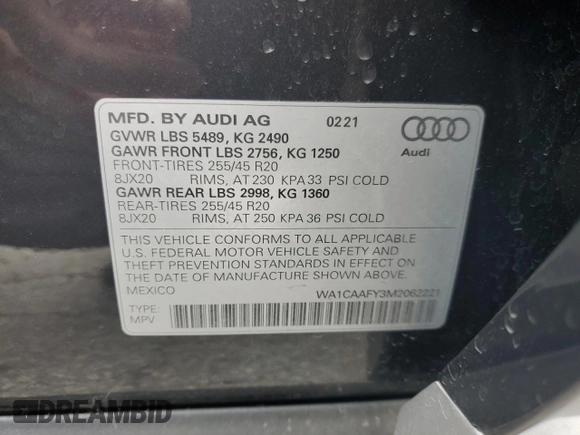 MFD. BY AUDI AG 0221
GVWR LBS 5489, KG 2490
GAWR FRONT LBS 2756, KG 1250
Audi
FRONT-TIRES 255/45 R20
8JX20 RIMS, AT 230 KPA 33 PSI COLD
GAWR REAR LBS 2998, KG 1360
REAR-TIRES 255/45 R20
8JX20 RIMS, AT 250 KPA 36 PSI COLD
THIS VEHICLE CONFORMS TO ALL APPLICABLE
U.S. FEDERAL MOTOR VEHICLE SAFETY AND
THEFT PREVENTION STANDARDS IN EFFECT ON
THE DATE OF MANUFACTURE SHOWN ABOVE.
MEXICO WA1CAAFY3M2062221
TYPE:
MPV
DREAMBID